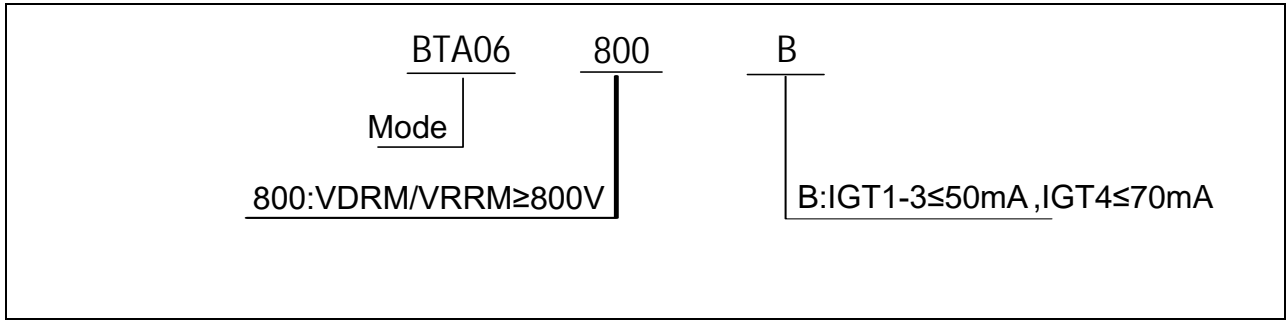 BTA06 800 B
Mode
800:VDRM/VRRM≥800V
B:IGT1-3≤50mA ,IGT4≤70mA